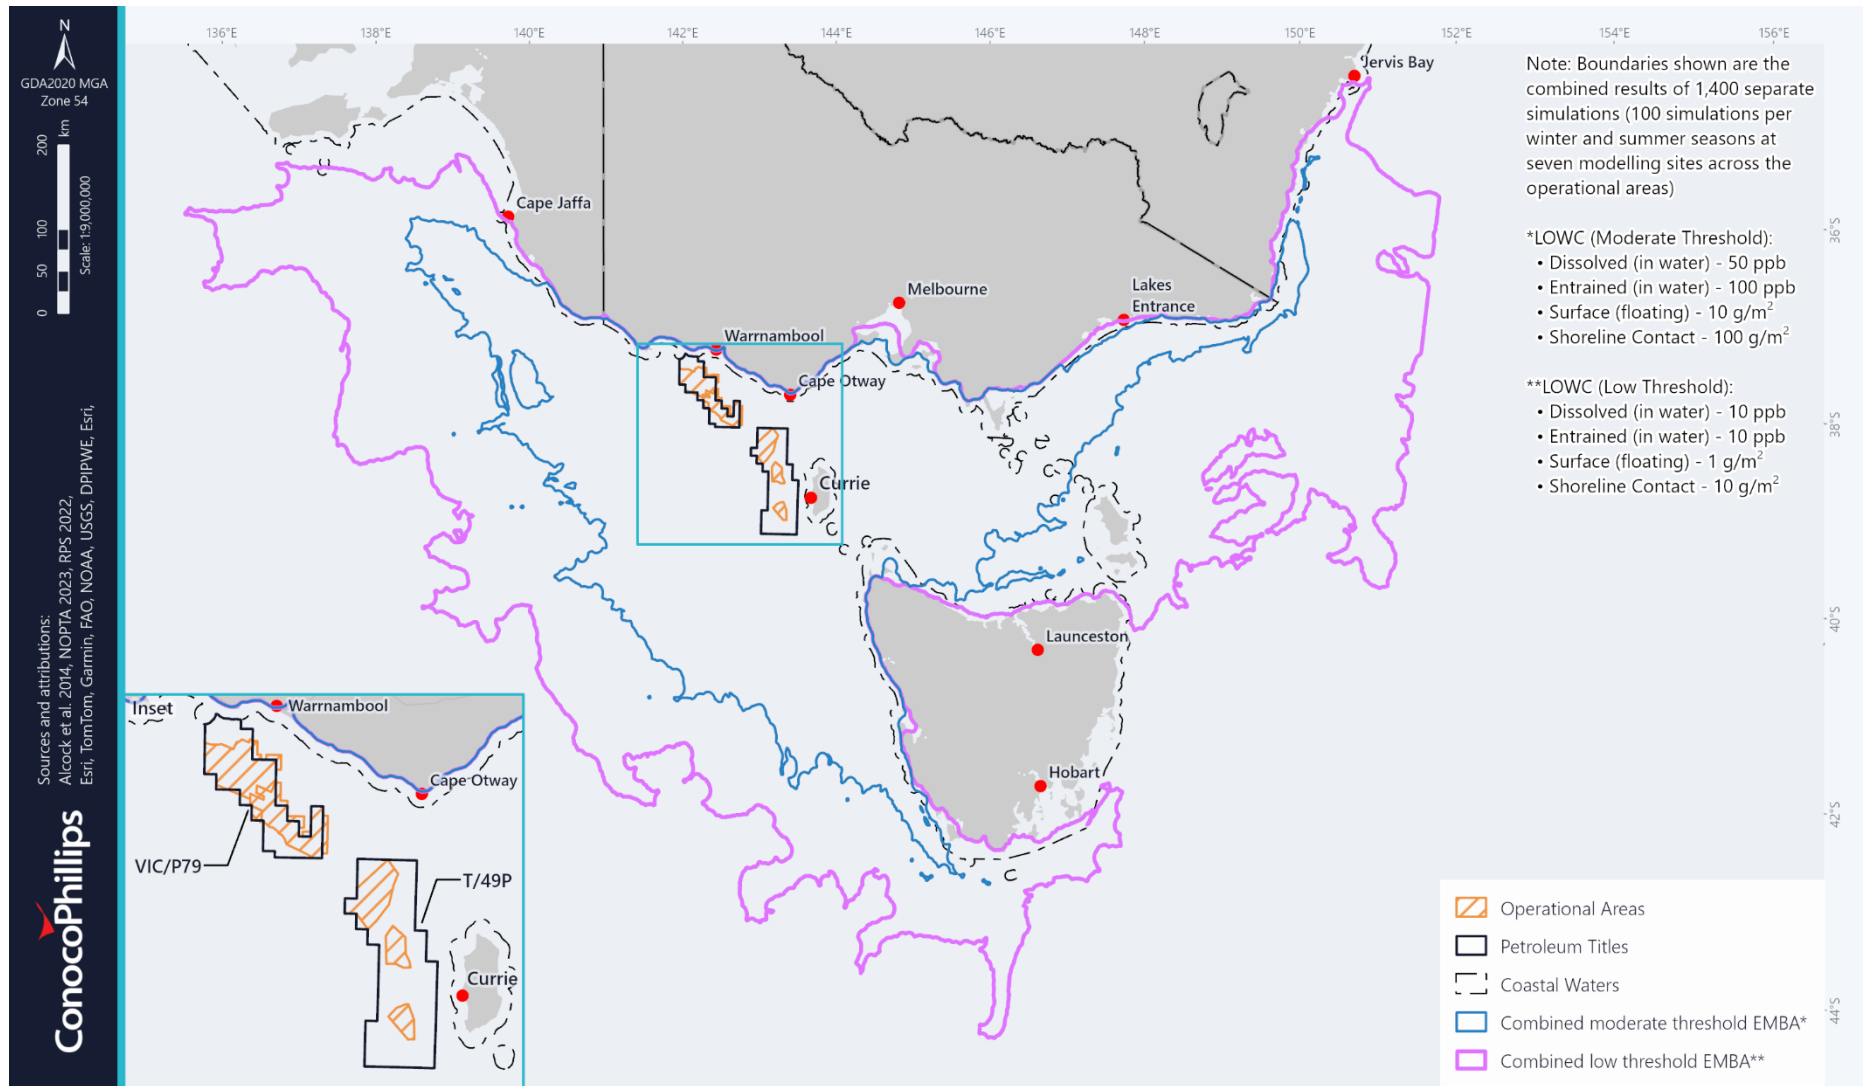 N
GDA2020 MGA
Zone 54
0 50 100 200
km
Scale: 1:9,000,000
Sources and attributions:
Alcock et al. 2014, NOPTA 2023, RPS 2022,
Esri, TomTom, Garmin, FAO, NOAA, USGS, DPIPWE, Esri,
ConocoPhillips
136°E 138°E 140°E 142°E 144°E 146°E 148°E 150°E 152°E 154°E 156°E
Jervis Bay
Cape Jaffa
Melbourne
Lakes
Entrance
Warrnambool
Cape Otway
Currie
Launceston
Hobart
36°S
38°S
40°S
42°S
44°S
Note: Boundaries shown are the
combined results of 1,400 separate
simulations (100 simulations per
winter and summer seasons at
seven modelling sites across the
operational areas)
*LOWC (Moderate Threshold):
• Dissolved (in water) - 50 ppb
• Entrained (in water) - 100 ppb
• Surface (floating) - 10 g/m²
• Shoreline Contact - 100 g/m²
**LOWC (Low Threshold):
• Dissolved (in water) - 10 ppb
• Entrained (in water) - 10 ppb
• Surface (floating) - 1 g/m²
• Shoreline Contact - 10 g/m²
Inset
Warrnambool
Cape Otway
VIC/P79
T/49P
Currie
Operational Areas
Petroleum Titles
Coastal Waters
Combined moderate threshold EMBA*
Combined low threshold EMBA**